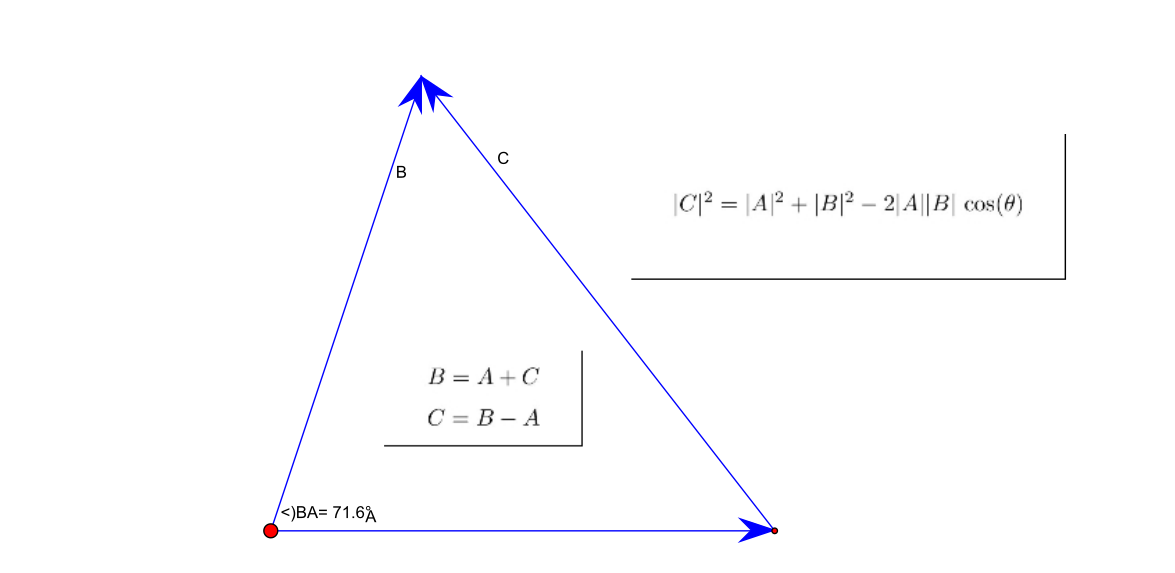 C
B
|C|² = |A|² + |B|² − 2|A||B| cos(θ)
B = A + C
C = B − A
<)BA= 71.6°
A